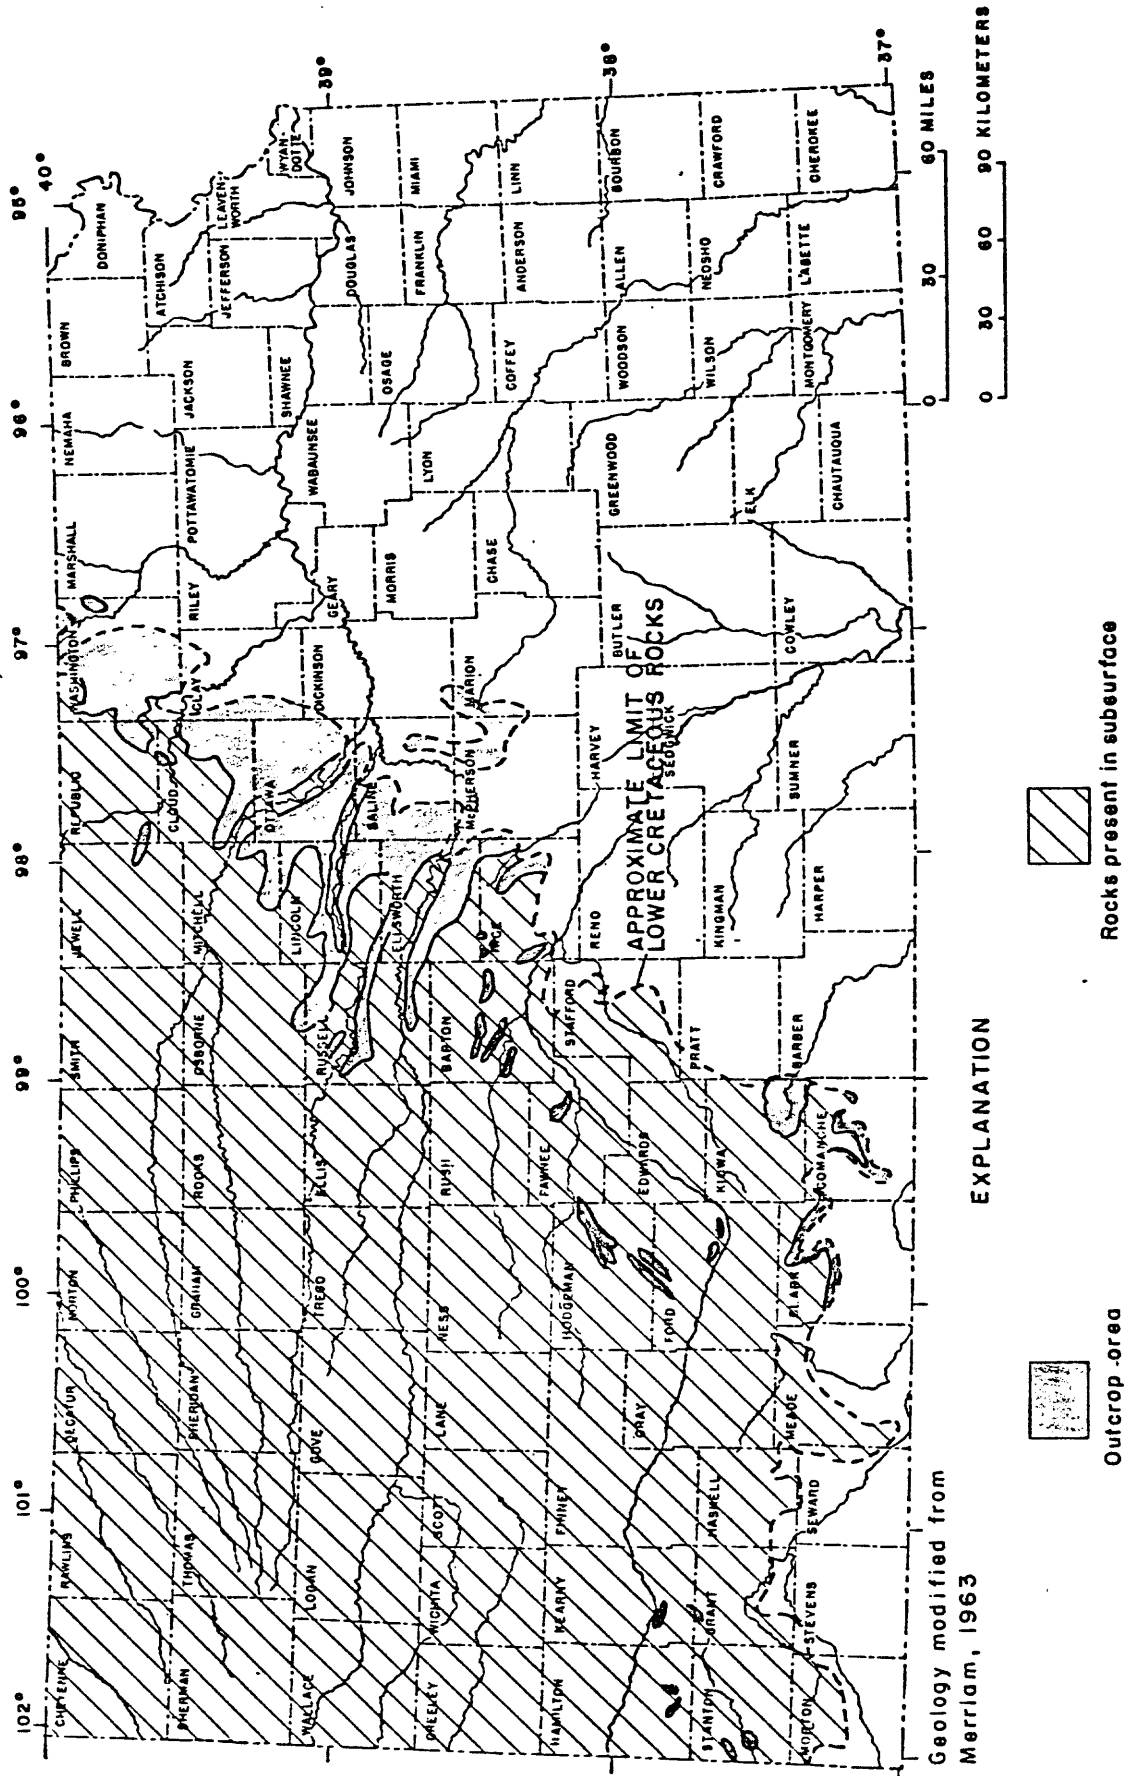 102°
101°
100°
99°
98°
97°
96°
95°
40°
CHEYENNE
RAWLINS
DECATUR
NORTON
PHILLIPS
SMITH
JEWELL
REPUBLIC
WASHINGTON
MARSHALL
NEMAHA
BROWN
DONIPHAN
SHERMAN
THOMAS
SHERIDAN
GRAHAM
ROOKS
OSBORNE
MITCHELL
CLOUD
CLAY
RILEY
POTTAWATOMIE
JACKSON
ATCHISON
JEFFERSON
LEAVEN-
WORTH
WYAN-
DOTTE
WALLACE
LOGAN
GOVE
TREGO
ELLIS
RUSSELL
LINCOLN
OTTAWA
SALINE
DICKINSON
GEARY
WABAUNSEE
SHAWNEE
DOUGLAS
JOHNSON
39°
GREELEY
WICHITA
SCOTT
LANE
NESS
RUSH
BARTON
ELLSWORTH
RICE
McPHERSON
MARION
MORRIS
CHASE
LYON
OSAGE
COFFEY
FRANKLIN
ANDERSON
MIAMI
LINN
HAMILTON
KEARNY
FINNEY
HODGEMAN
PAWNEE
STAFFORD
RENO
HARVEY
BUTLER
GREENWOOD
WOODSON
ALLEN
BOURBON
38°
APPROXIMATE LIMIT OF
LOWER CRETACEOUS ROCKS
STANTON
GRANT
HASKELL
GRAY
FORD
EDWARDS
KIOWA
PRATT
KINGMAN
SEDGWICK
ELK
WILSON
NEOSHO
CRAWFORD
MORTON
STEVENS
SEWARD
MEADE
CLARK
COMANCHE
BARBER
HARPER
SUMNER
COWLEY
CHAUTAUQUA
MONTGOMERY
LABETTE
CHEROKEE
37°
0 30 60 MILES
0 30 60 90 KILOMETERS
Geology modified from
Merriam, 1963
EXPLANATION
Outcrop area
Rocks present in subsurface